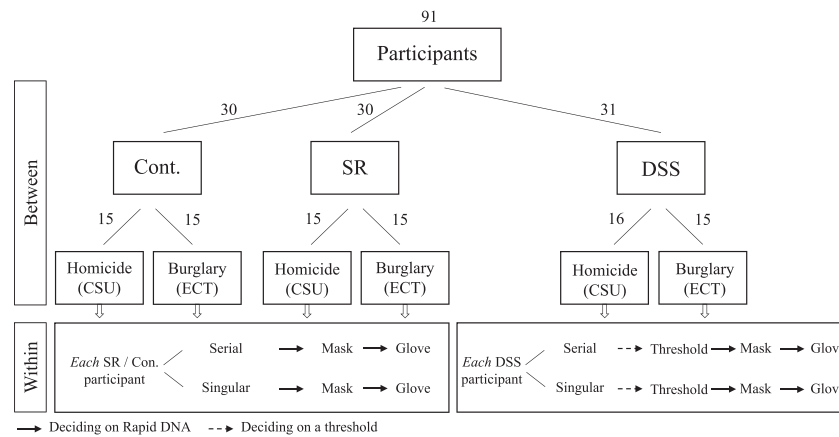 91
Participants
30 30 31
Cont. SR DSS
15 15 15 15 16 15
Between
Homicide (CSU)
Burglary (ECT)
Homicide (CSU)
Burglary (ECT)
Homicide (CSU)
Burglary (ECT)
Within
Each SR / Con. participant
Serial Mask Glove
Singular Mask Glove
Each DSS participant
Serial Threshold Mask Glov
Singular Threshold Mask Glov
Deciding on Rapid DNA Deciding on a threshold